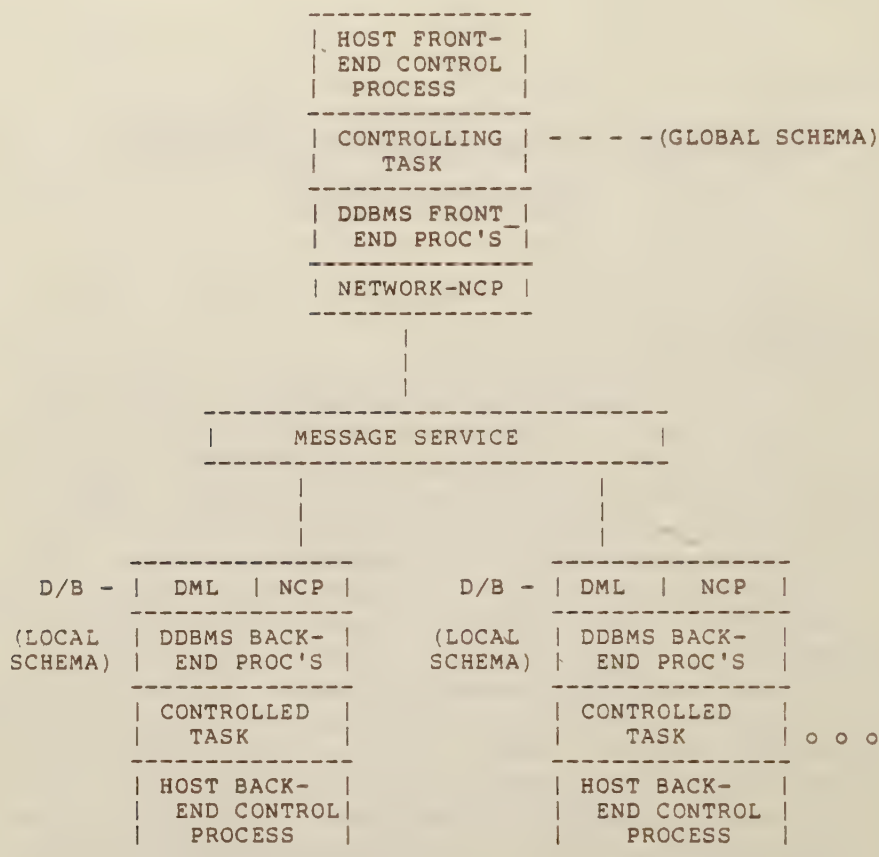 HOST FRONT-
END CONTROL
PROCESS
CONTROLLING - - - -(GLOBAL SCHEMA)
TASK
DDBMS FRONT
END PROC'S
NETWORK-NCP
MESSAGE SERVICE
D/B - | DML | NCP | D/B - | DML | NCP |
(LOCAL | DDBMS BACK- | (LOCAL | DDBMS BACK- |
SCHEMA) | END PROC'S | SCHEMA) | END PROC'S |
| CONTROLLED | | CONTROLLED |
| TASK | | TASK | o o o
| HOST BACK- | | HOST BACK- |
| END CONTROL| | END CONTROL |
| PROCESS | | PROCESS |